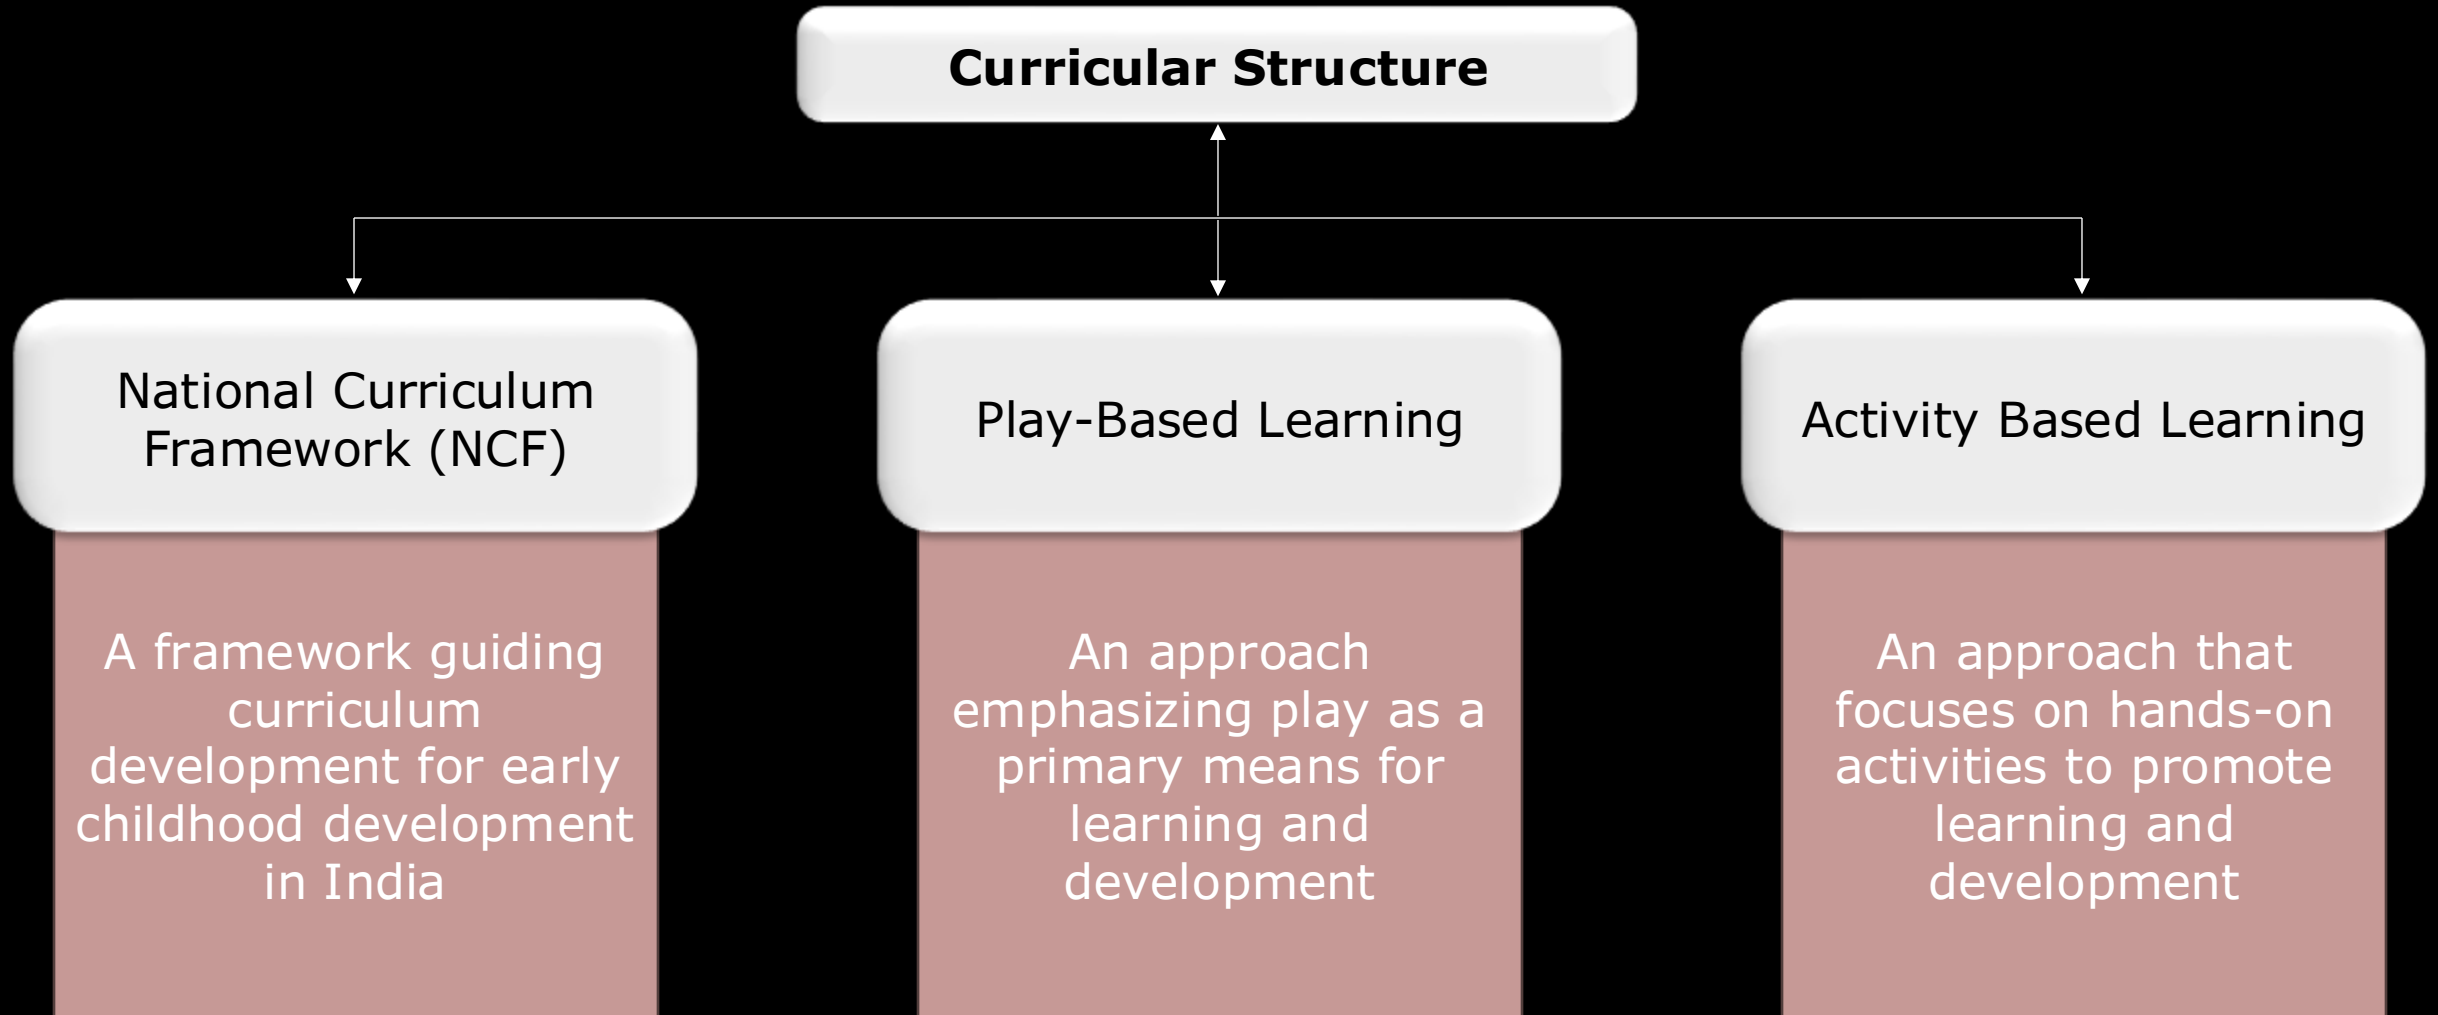 Curricular Structure
National Curriculum
Framework (NCF)
A framework guiding
curriculum
development for early
childhood development
in India
Play-Based Learning
An approach
emphasizing play as a
primary means for
learning and
development
Activity Based Learning
An approach that
focuses on hands-on
activities to promote
learning and
development